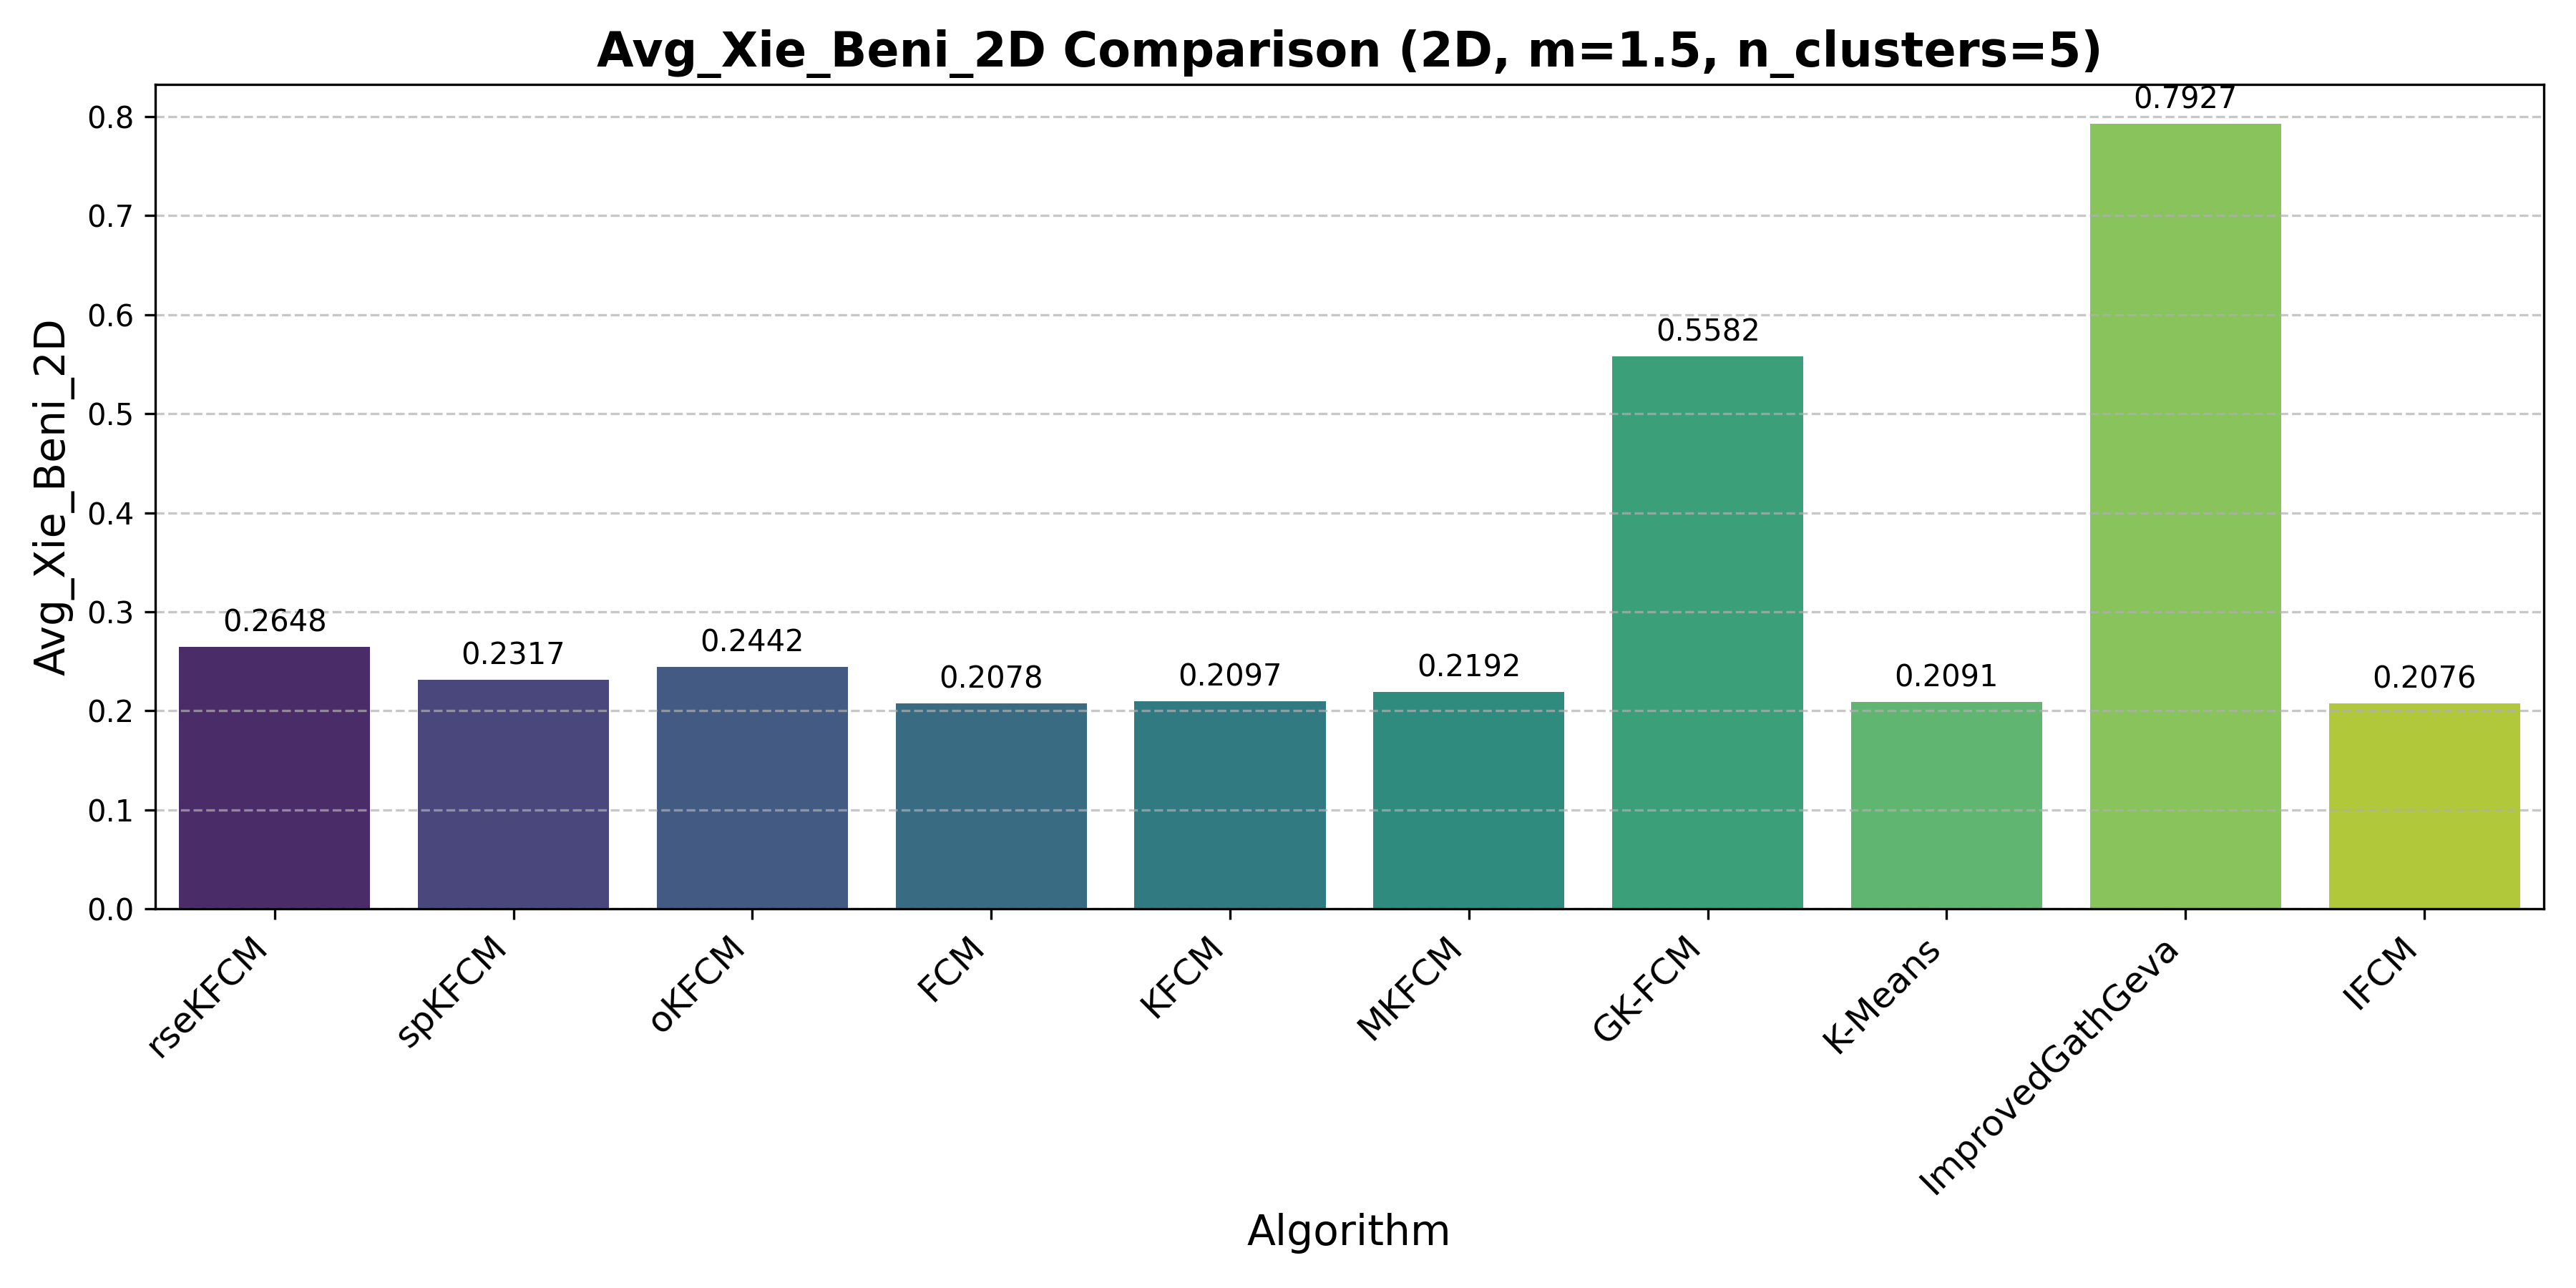 Avg_Xie_Beni_2D Comparison (2D, m=1.5, n_clusters=5)
Avg_Xie_Beni_2D
0.8
0.7
0.6
0.5
0.4
0.3
0.2
0.1
0.0
0.2648
0.2317
0.2442
0.2078
0.2097
0.2192
0.5582
0.2091
0.7927
0.2076
rseKFCM
spKFCM
oKFCM
FCM
KFCM
MKFCM
GK-FCM
K-Means
ImprovedGathGeva
IFCM
Algorithm